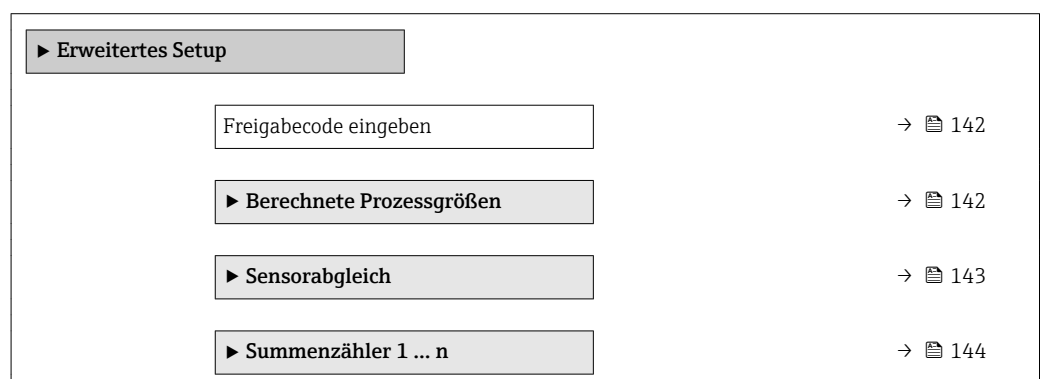 ▶ Erweitertes Setup
Freigabecode eingeben → 142
▶ Berechnete Prozessgrößen → 142
▶ Sensorabgleich → 143
▶ Summenzähler 1 ... n → 144